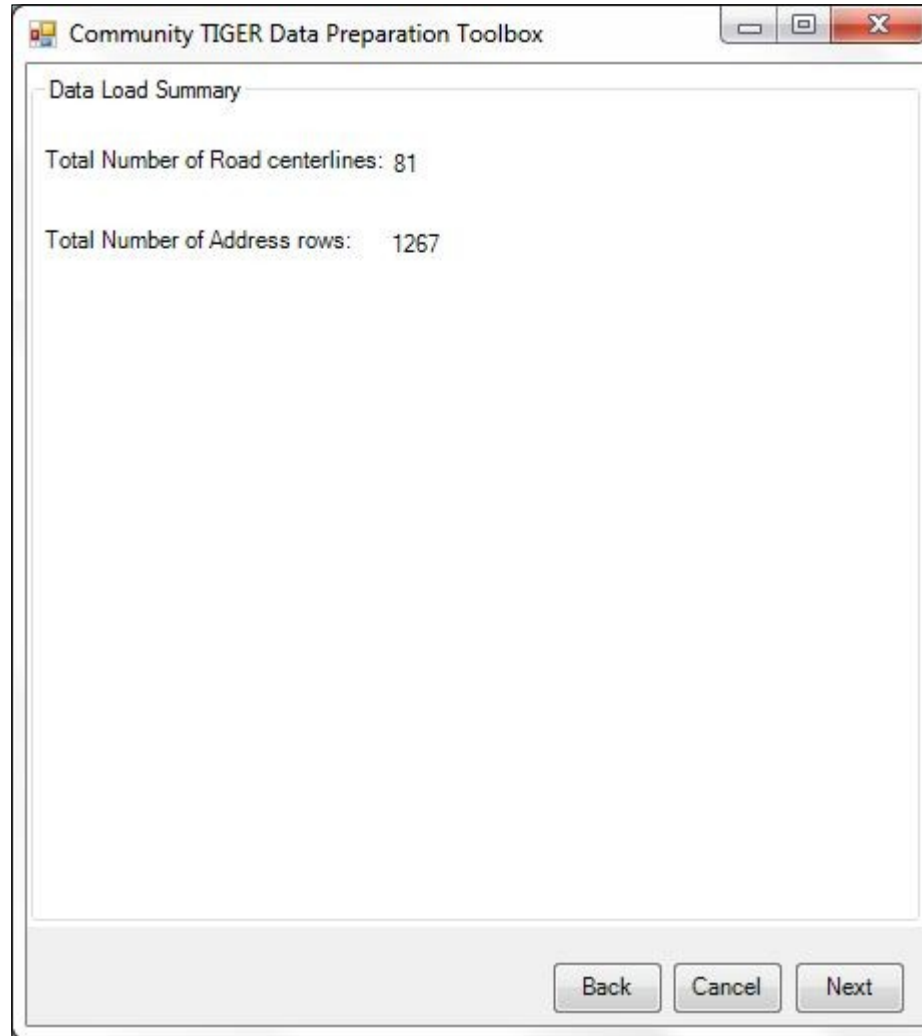 Community TIGER Data Preparation Toolbox
Data Load Summary
Total Number of Road centerlines: 81
Total Number of Address rows: 1267
Back Cancel Next